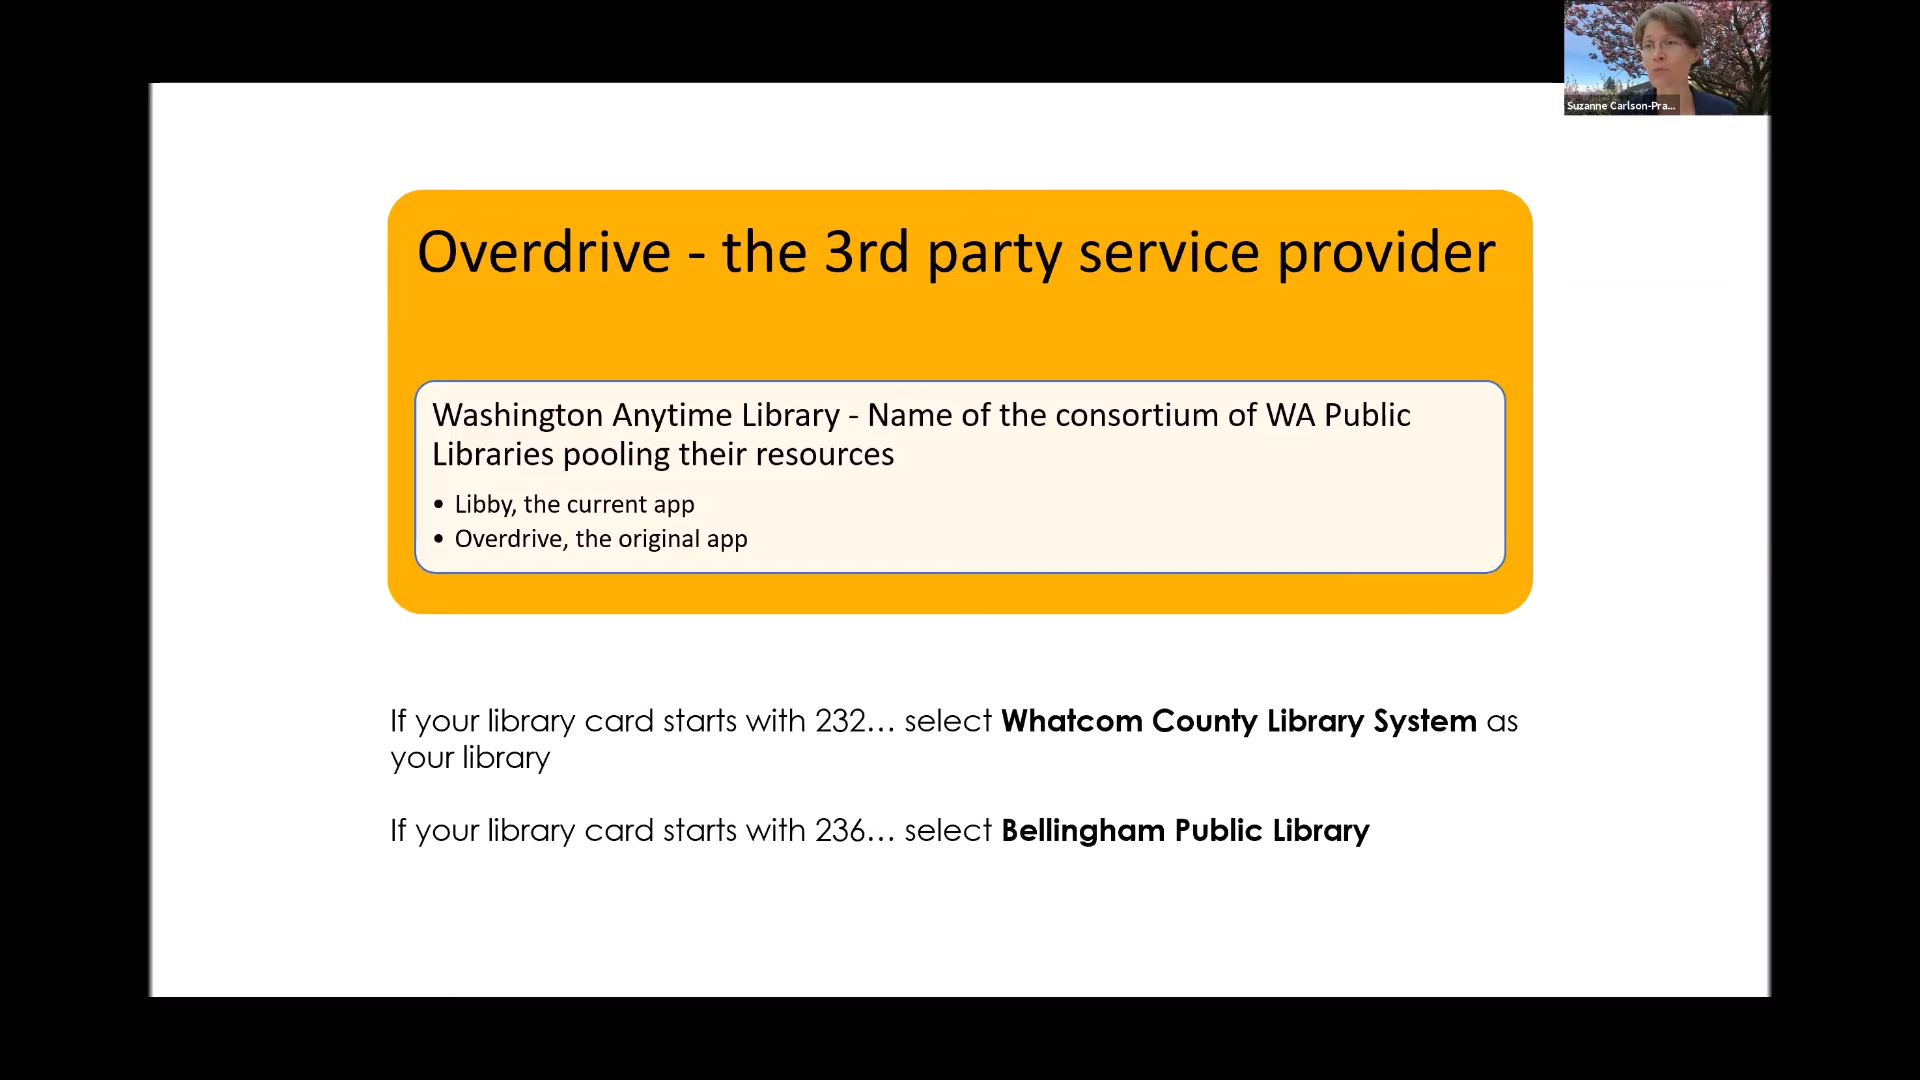 Suzanne Carlson-Pra...
Overdrive - the 3rd party service provider
Washington Anytime Library - Name of the consortium of WA Public
Libraries pooling their resources
• Libby, the current app
• Overdrive, the original app
If your library card starts with 232... select Whatcom County Library System as
your library
If your library card starts with 236... select Bellingham Public Library